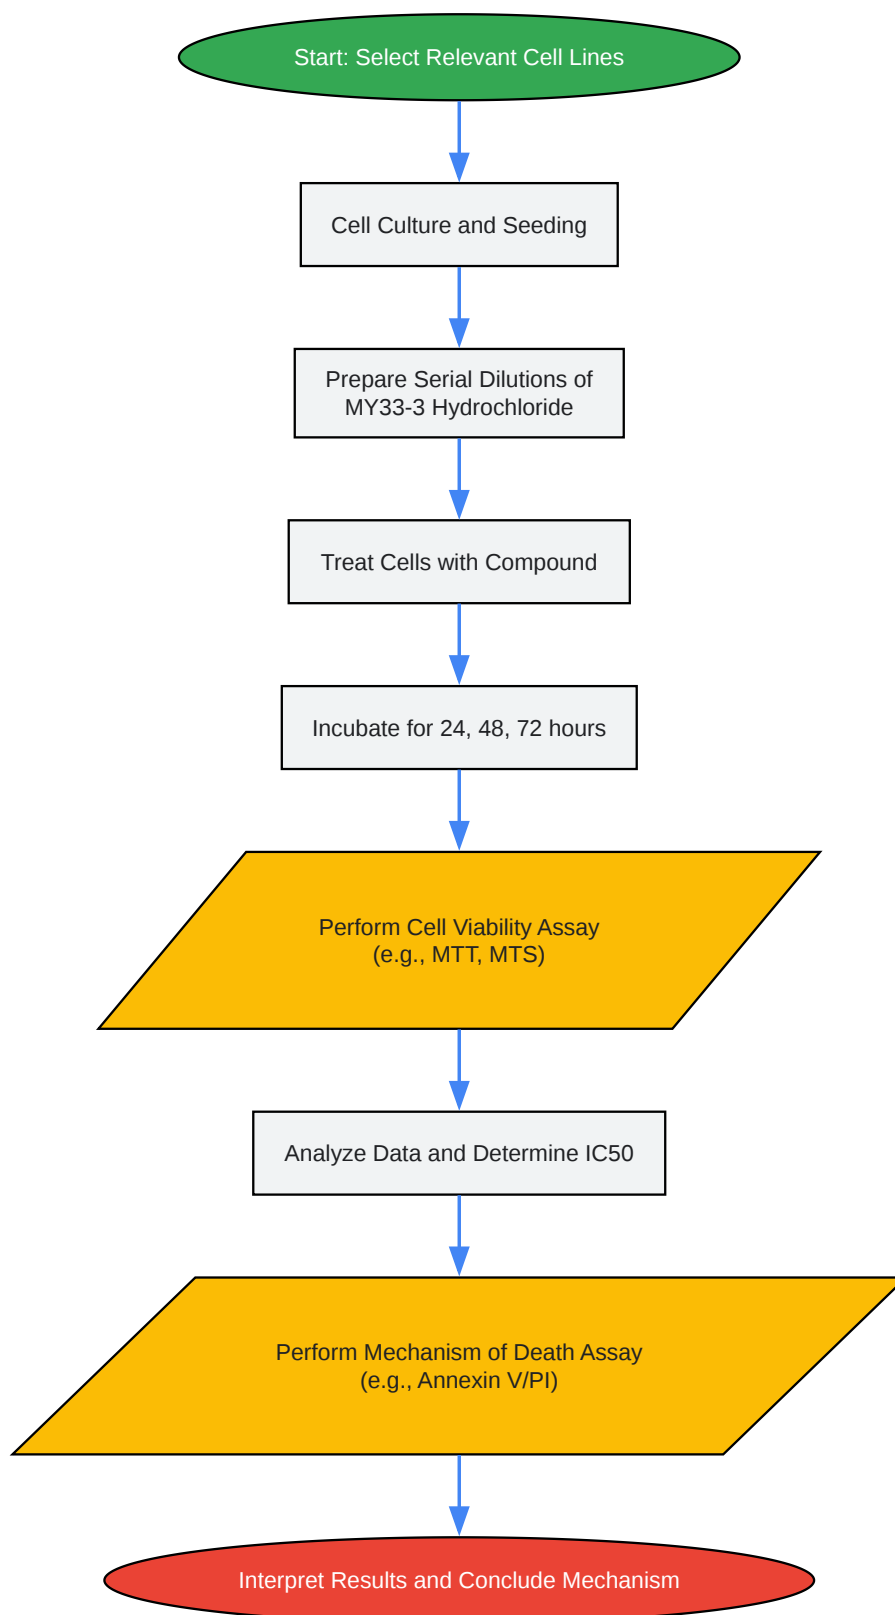 Start: Select Relevant Cell Lines
Cell Culture and Seeding
Prepare Serial Dilutions of
MY33-3 Hydrochloride
Treat Cells with Compound
Incubate for 24, 48, 72 hours
Perform Cell Viability Assay
(e.g., MTT, MTS)
Analyze Data and Determine IC50
Perform Mechanism of Death Assay
(e.g., Annexin V/PI)
Interpret Results and Conclude Mechanism